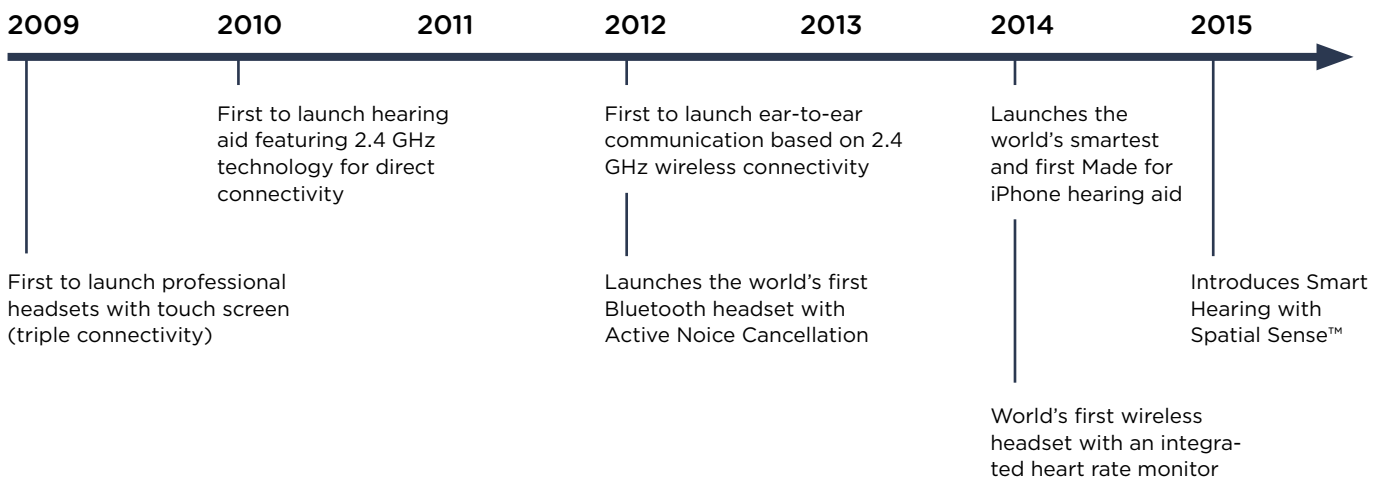 2009 2010 2011 2012 2013 2014 2015
First to launch professional
headsets with touch screen
(triple connectivity)
First to launch hearing
aid featuring 2.4 GHz
technology for direct
connectivity
First to launch ear-to-ear
communication based on 2.4
GHz wireless connectivity
Launches the world’s first
Bluetooth headset with
Active Noice Cancellation
Launches the
world’s smartest
and first Made for
iPhone hearing aid
World’s first wireless
headset with an integra-
ted heart rate monitor
Introduces Smart
Hearing with
Spatial Sense™